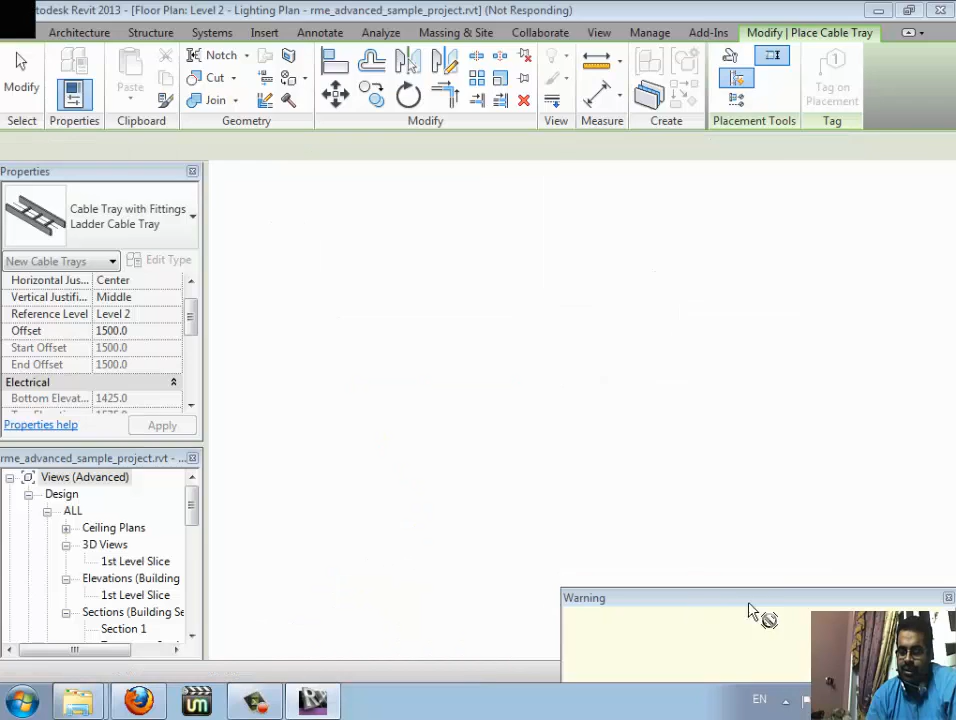 utodesk Revit 2013 - [Floor Plan: Level 2 - Lighting Plan - rme_advanced_sample_project.rvt] (Not Responding)
Architecture Structure Systems Insert Annotate Analyze Massing & Site Collaborate View Manage Add-Ins Modify | Place Cable Tray
Modify Paste Notch Cut Join Tag on Placement
Select Properties Clipboard Geometry Modify View Measure Create Placement Tools Tag
Properties
Cable Tray with Fittings
Ladder Cable Tray
New Cable Trays Edit Type
Horizontal Jus... Center
Vertical Justifi... Middle
Reference Level Level 2
Offset 1500.0
Start Offset 1500.0
End Offset 1500.0
Electrical
Bottom Elevat... 1425.0
Properties help Apply
rme_advanced_sample_project.rvt - ...
Views (Advanced)
Design
ALL
Ceiling Plans
3D Views
1st Level Slice
Elevations (Building
1st Level Slice
Sections (Building Se
Section 1
Warning
EN